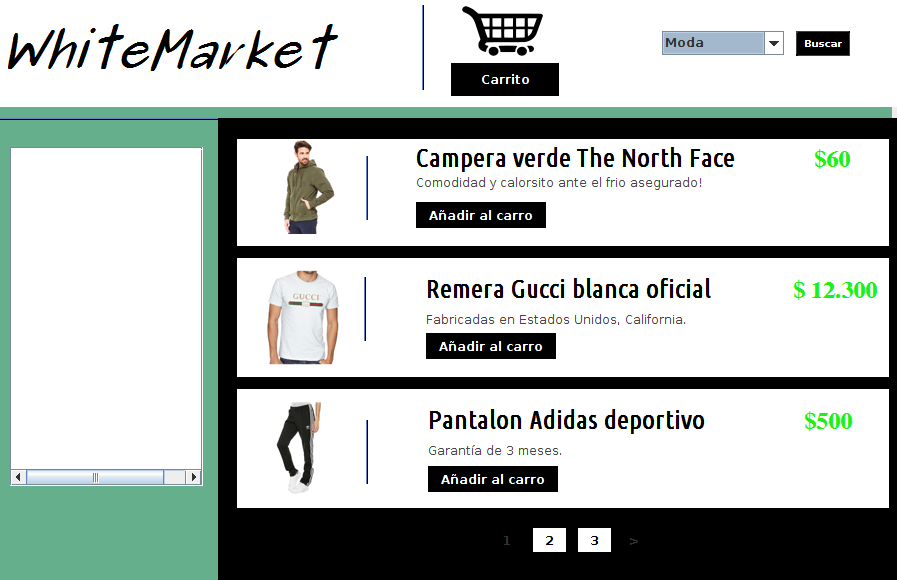 WhiteMarket
Carrito
Moda
Buscar
Campera verde The North Face
$60
Comodidad y calorsito ante el frio asegurado!
Añadir al carro
GUCCI
Remera Gucci blanca oficial
$ 12.300
Fabricadas en Estados Unidos, California.
Añadir al carro
Pantalon Adidas deportivo
$500
Garantía de 3 meses.
Añadir al carro
1 2 3 >